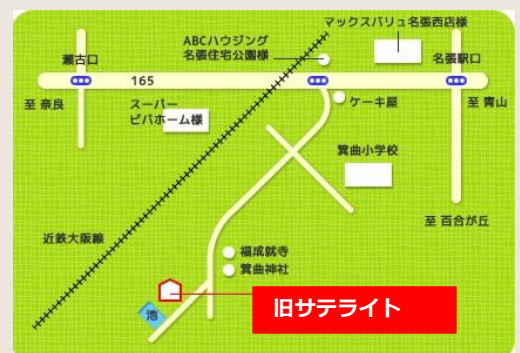 マックスバリュ名張西店様
ABCハウジング
名張住宅公園様
瀬古口
名張駅口
165
至 奈良
スーパー
ビバホーム様
ケーキ屋
至 青山
箕曲小学校
至 百合が丘
近鉄大阪線
福成就寺
箕曲神社
池
旧サテライト